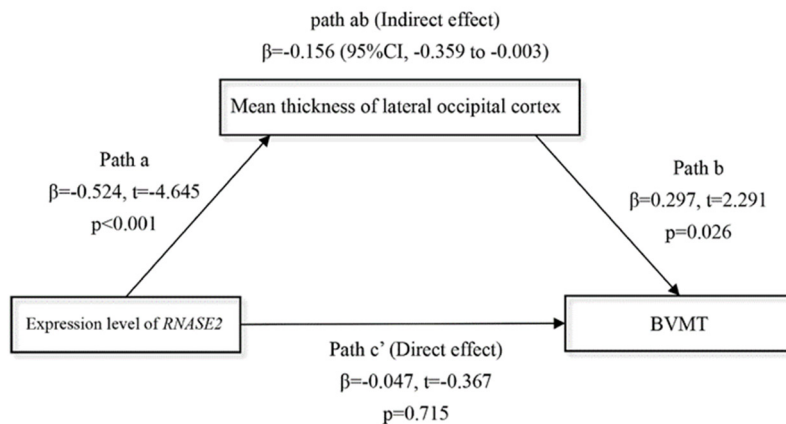 path ab (Indirect effect)
β=-0.156 (95%CI, -0.359 to -0.003)
Mean thickness of lateral occipital cortex
Path a
β=-0.524, t=-4.645
p<0.001
Path b
β=0.297, t=2.291
p=0.026
Expression level of RNASE2
BVMT
Path c’ (Direct effect)
β=-0.047, t=-0.367
p=0.715